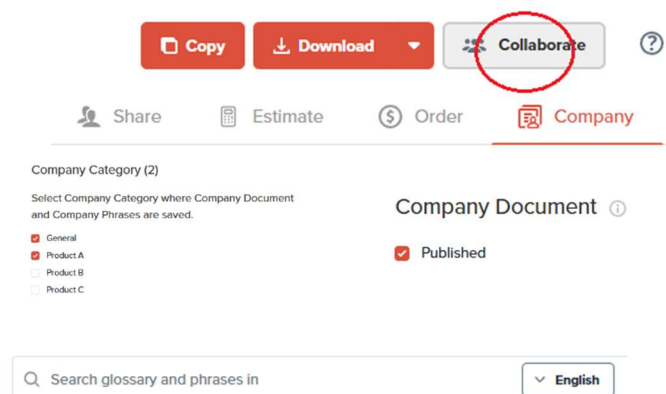 Copy Download Collaborate ?
Share Estimate $ Order Company
Company Category (2)
Select Company Category where Company Document
and Company Phrases are saved.
General
Product A
Product B
Product C
Company Document i
Published
Search glossary and phrases in English